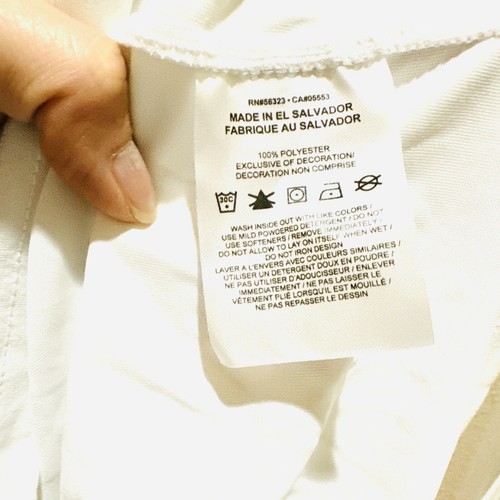 RN#56323 • CA#05553
MADE IN EL SALVADOR
FABRIQUE AU SALVADOR
100% POLYESTER
EXCLUSIVE OF DECORATION/
DECORATION NON COMPRISE
30C
WASH INSIDE OUT WITH LIKE COLORS /
USE MILD POWDERED DETERGENT / DO NOT
USE SOFTENERS / REMOVE IMMEDIATELY /
DO NOT ALLOW TO LAY ON ITSELF WHEN WET /
DO NOT IRON DESIGN
LAVER A L'ENVERS AVEC COULEURS SIMILAIRES /
UTILISER UN DETERGENT DOUX EN POUDRE /
NE PAS UTILISER D'ADOUCISSEUR / ENLEVER
IMMEDIATEMENT / NE PAS LAISSER LE
VÊTEMENT PLIÉ LORSQU'IL EST MOUILLÉ /
NE PAS REPASSER LE DESSIN